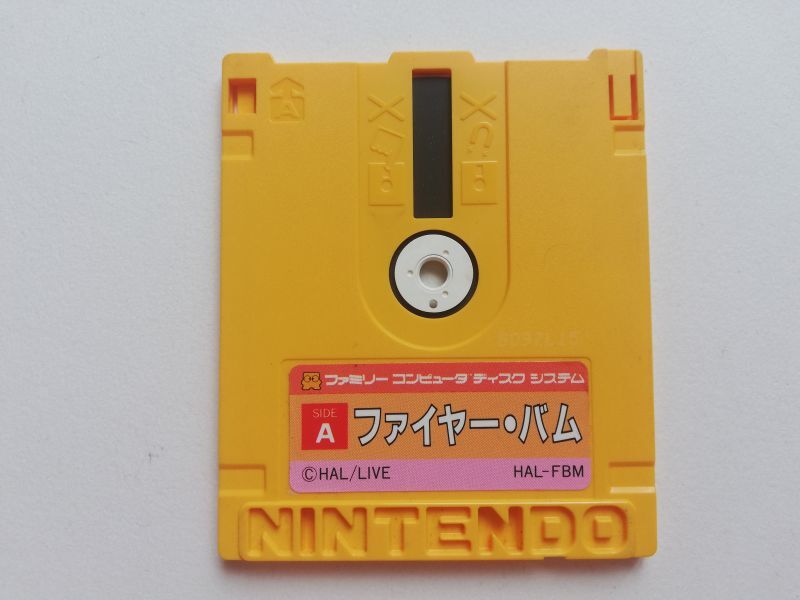 A
ファミリー コンピュータ ディスク システム
SIDE
A
ファイヤー・バム
©HAL/LIVE
HAL-FBM
NINTENDO